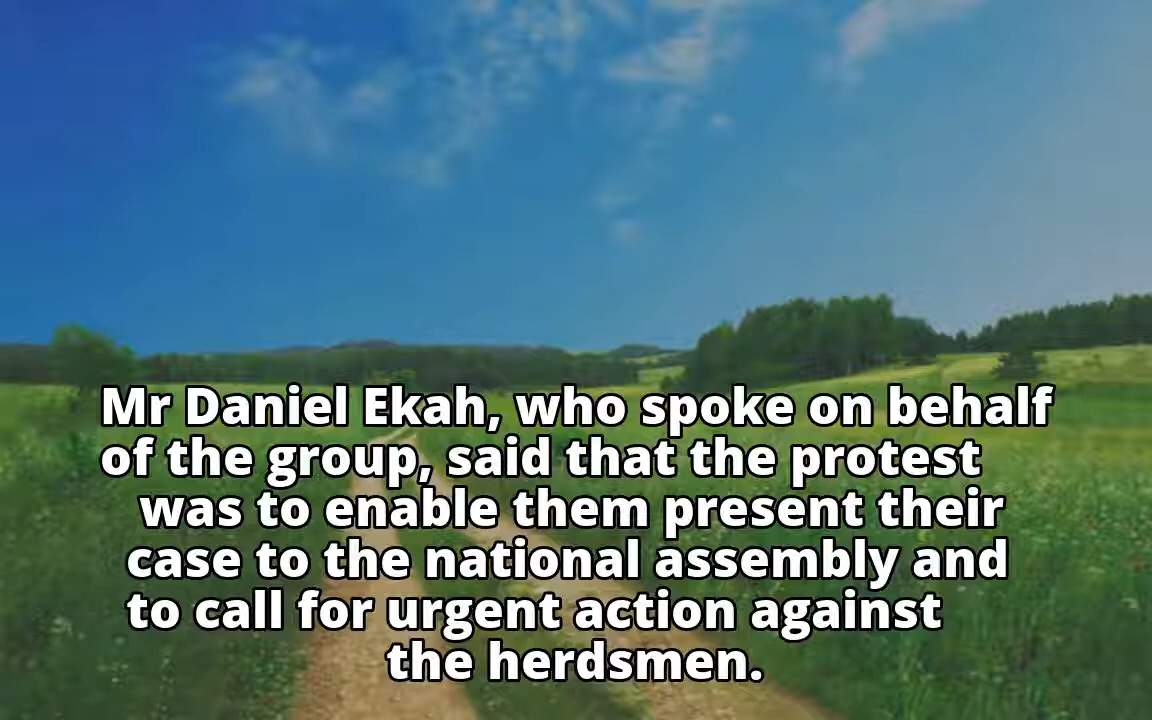 Mr Daniel Ekah, who spoke on behalf
of the group, said that the protest
was to enable them present their
case to the national assembly and
to call for urgent action against
the herdsmen.